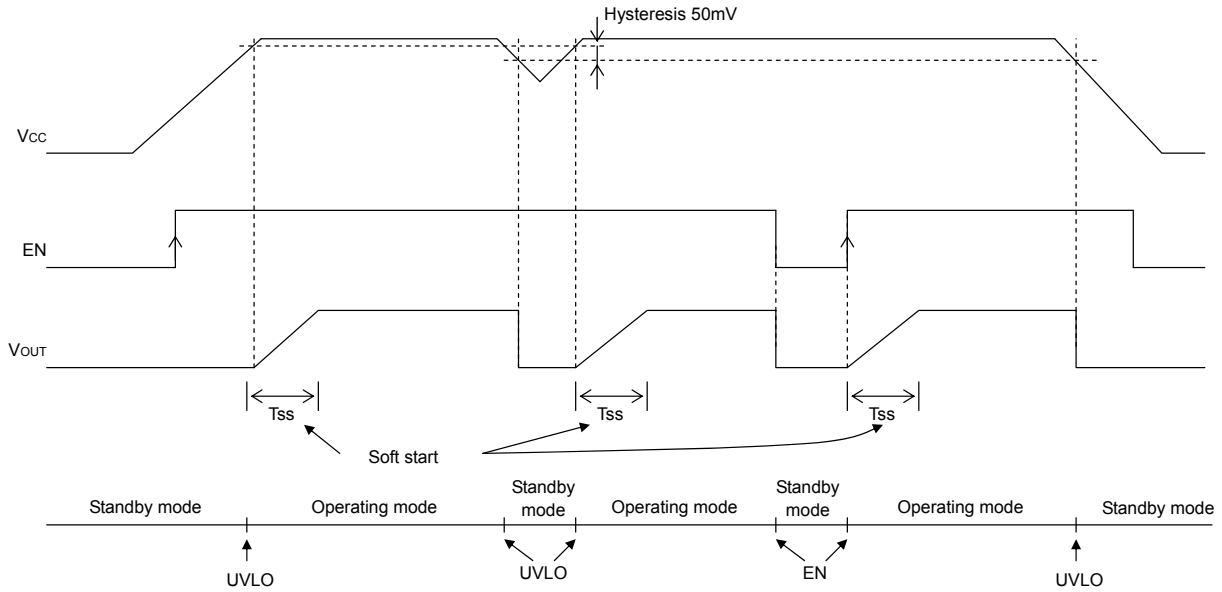 Hysteresis 50mV
VCC
EN
VOUT
Tss
Tss
Tss
Soft start
Standby mode
Operating mode
Standby
mode
Operating mode
Standby
mode
Operating mode
Standby mode
UVLO
UVLO
EN
UVLO